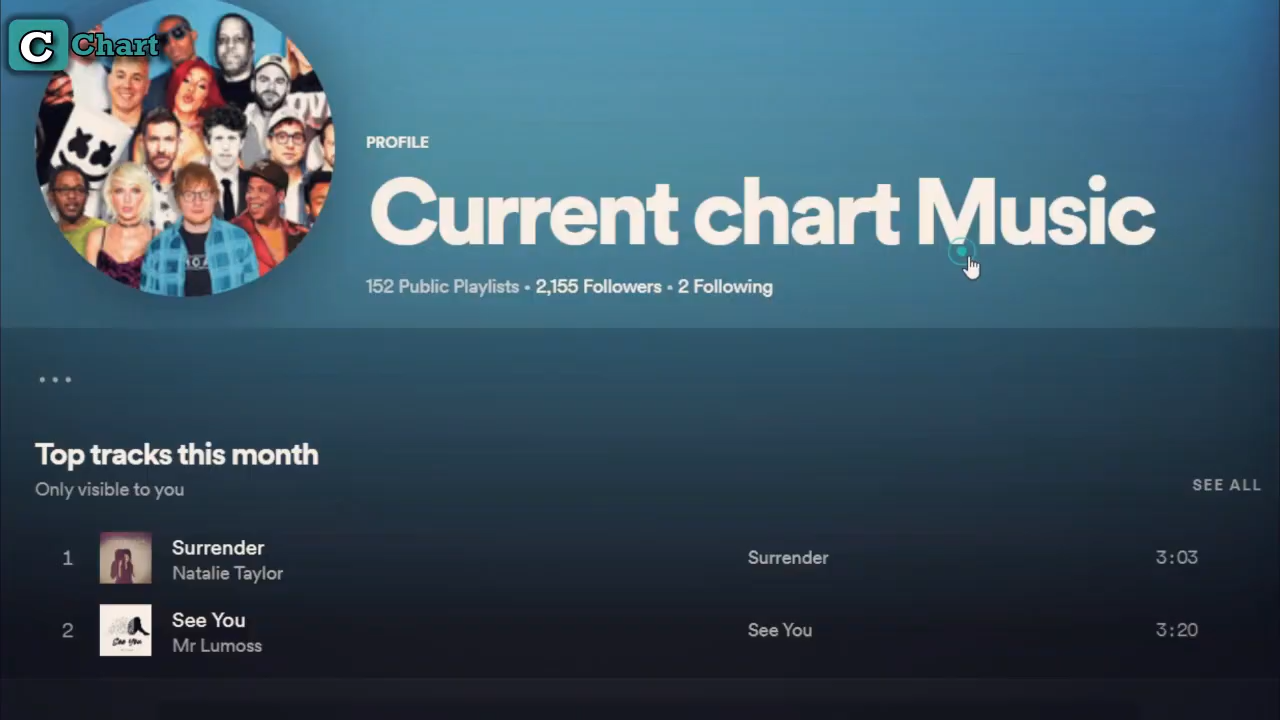 C Chart
PROFILE
Current chart Music
152 Public Playlists • 2,155 Followers • 2 Following
Top tracks this month
Only visible to you
SEE ALL
1 Surrender Surrender 3:03
Natalie Taylor
2 See You See You 3:20
Mr Lumoss
See you